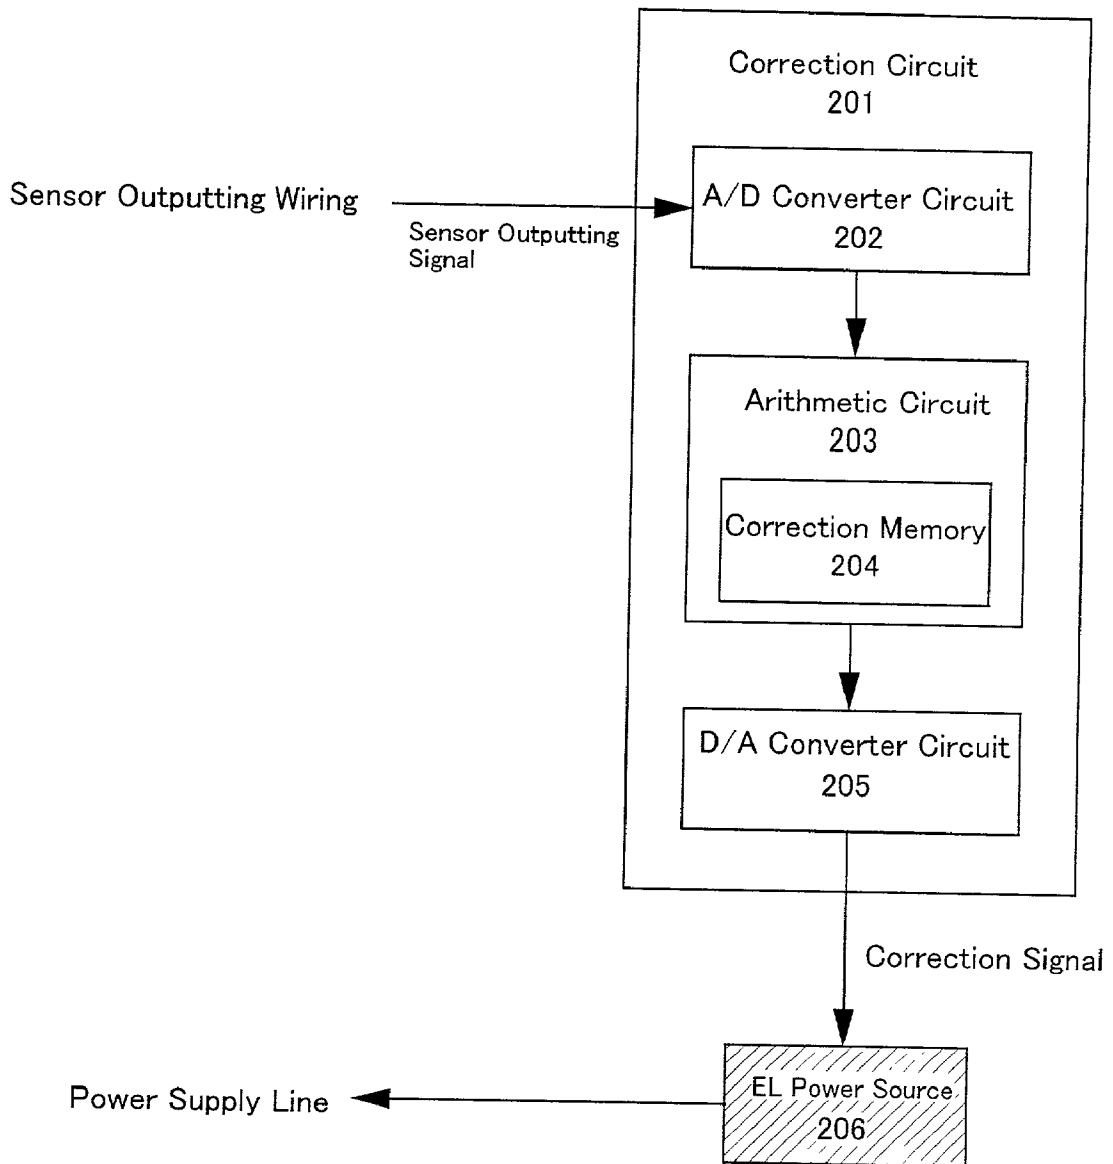 Correction Circuit
201
Sensor Outputting Wiring
Sensor Outputting
Signal
A/D Converter Circuit
202
Arithmetic Circuit
203
Correction Memory
204
D/A Converter Circuit
205
Correction Signal
EL Power Source
206
Power Supply Line